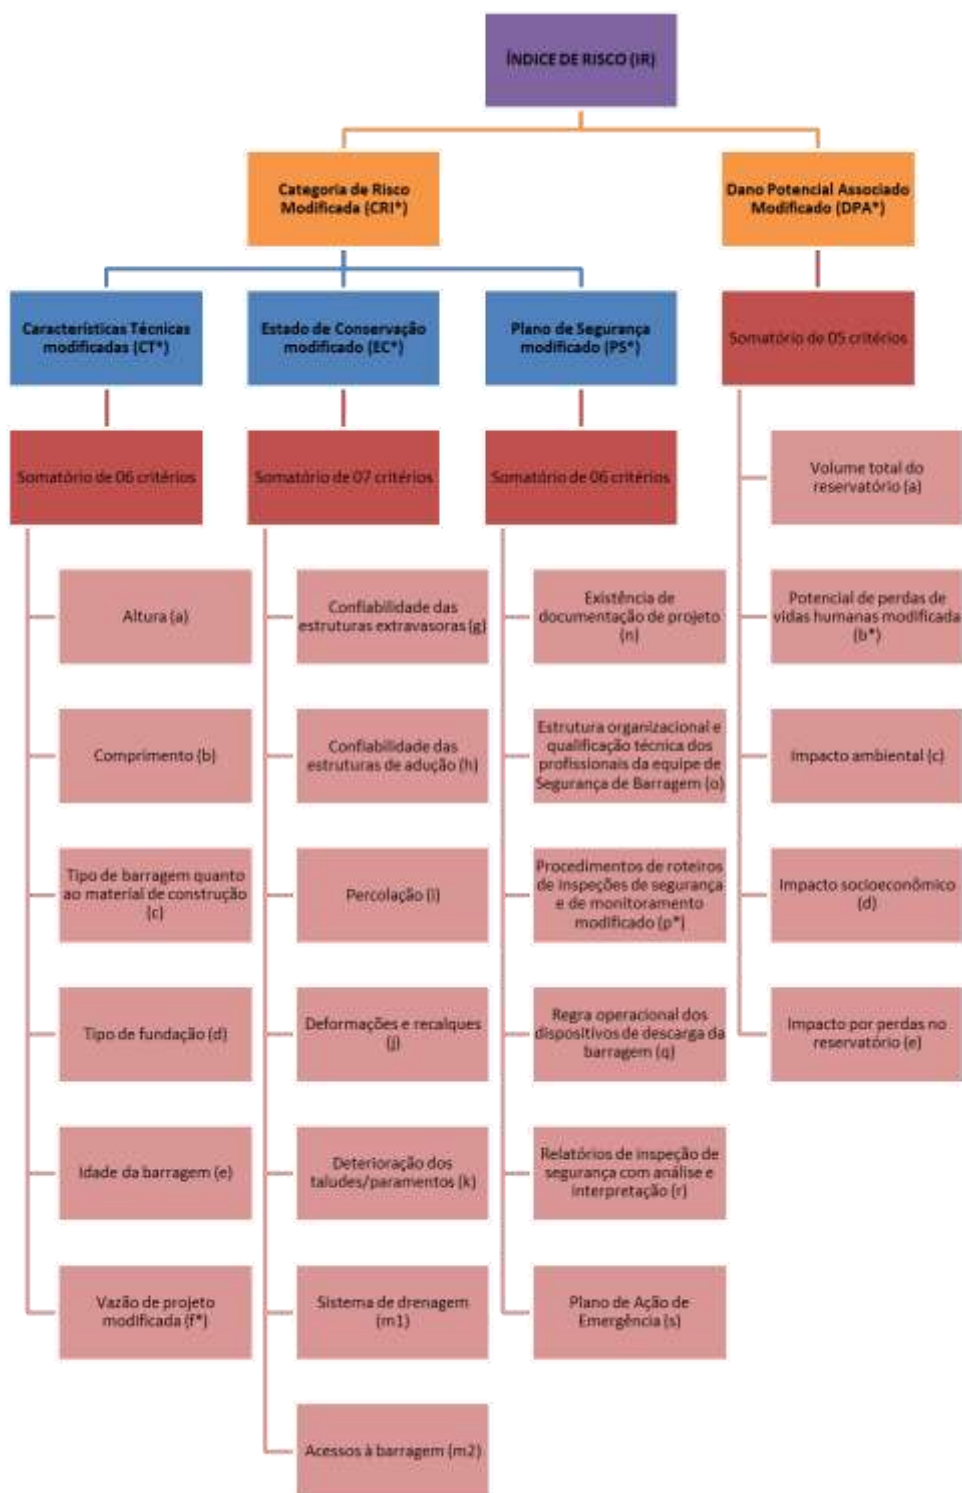 ÍNDICE DE RISCO (IR)
Categoria de Risco
Modificada (CRI*)
Dano Potencial Associado
Modificado (DPA*)
Características Técnicas
modificadas (CT*)
Estado de Conservação
modificado (EC*)
Plano de Segurança
modificado (PS*)
Somatório de 05 critérios
Somatório de 06 critérios
Somatório de 07 critérios
Somatório de 06 critérios
Altura (a)
Comprimento (b)
Tipo de barragem quanto
ao material de construção
(c)
Tipo de fundação (d)
Idade da barragem (e)
Vazão de projeto
modificada (f*)
Confiabilidade das
estruturas extravasoras (g)
Confiabilidade das
estruturas de adução (h)
Percolação (i)
Deformações e recalques
(j)
Deterioração dos
taludes/paramentos (k)
Sistema de drenagem
(m1)
Acessos à barragem (m2)
Existência de
documentação de projeto
(n)
Estrutura organizacional e
qualificação técnica dos
profissionais da equipe de
Segurança de Barragem (o)
Procedimentos de roteiros
de inspeções de segurança
e de monitoramento
modificado (p*)
Regra operacional dos
dispositivos de descarga da
barragem (q)
Relatórios de inspeção de
segurança com análise e
interpretação (r)
Plano de Ação de
Emergência (s)
Volume total do
reservatório (a)
Potencial de perdas de
vidas humanas modificada
(b*)
Impacto ambiental (c)
Impacto socioeconômico
(d)
Impacto por perdas no
reservatório (e)